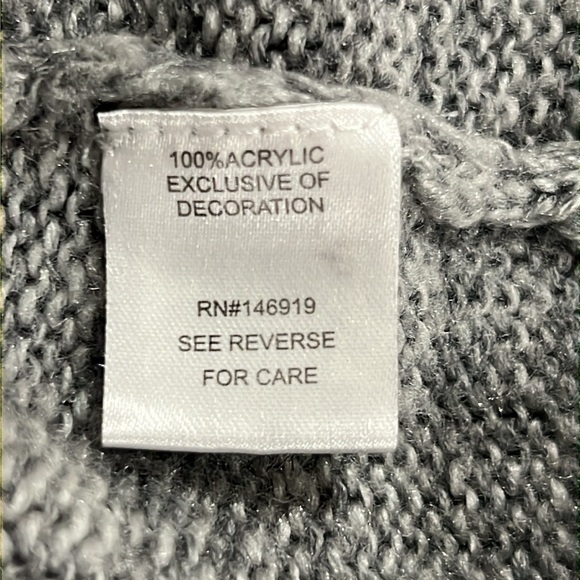 100%ACRYLIC
EXCLUSIVE OF
DECORATION
RN#146919
SEE REVERSE
FOR CARE